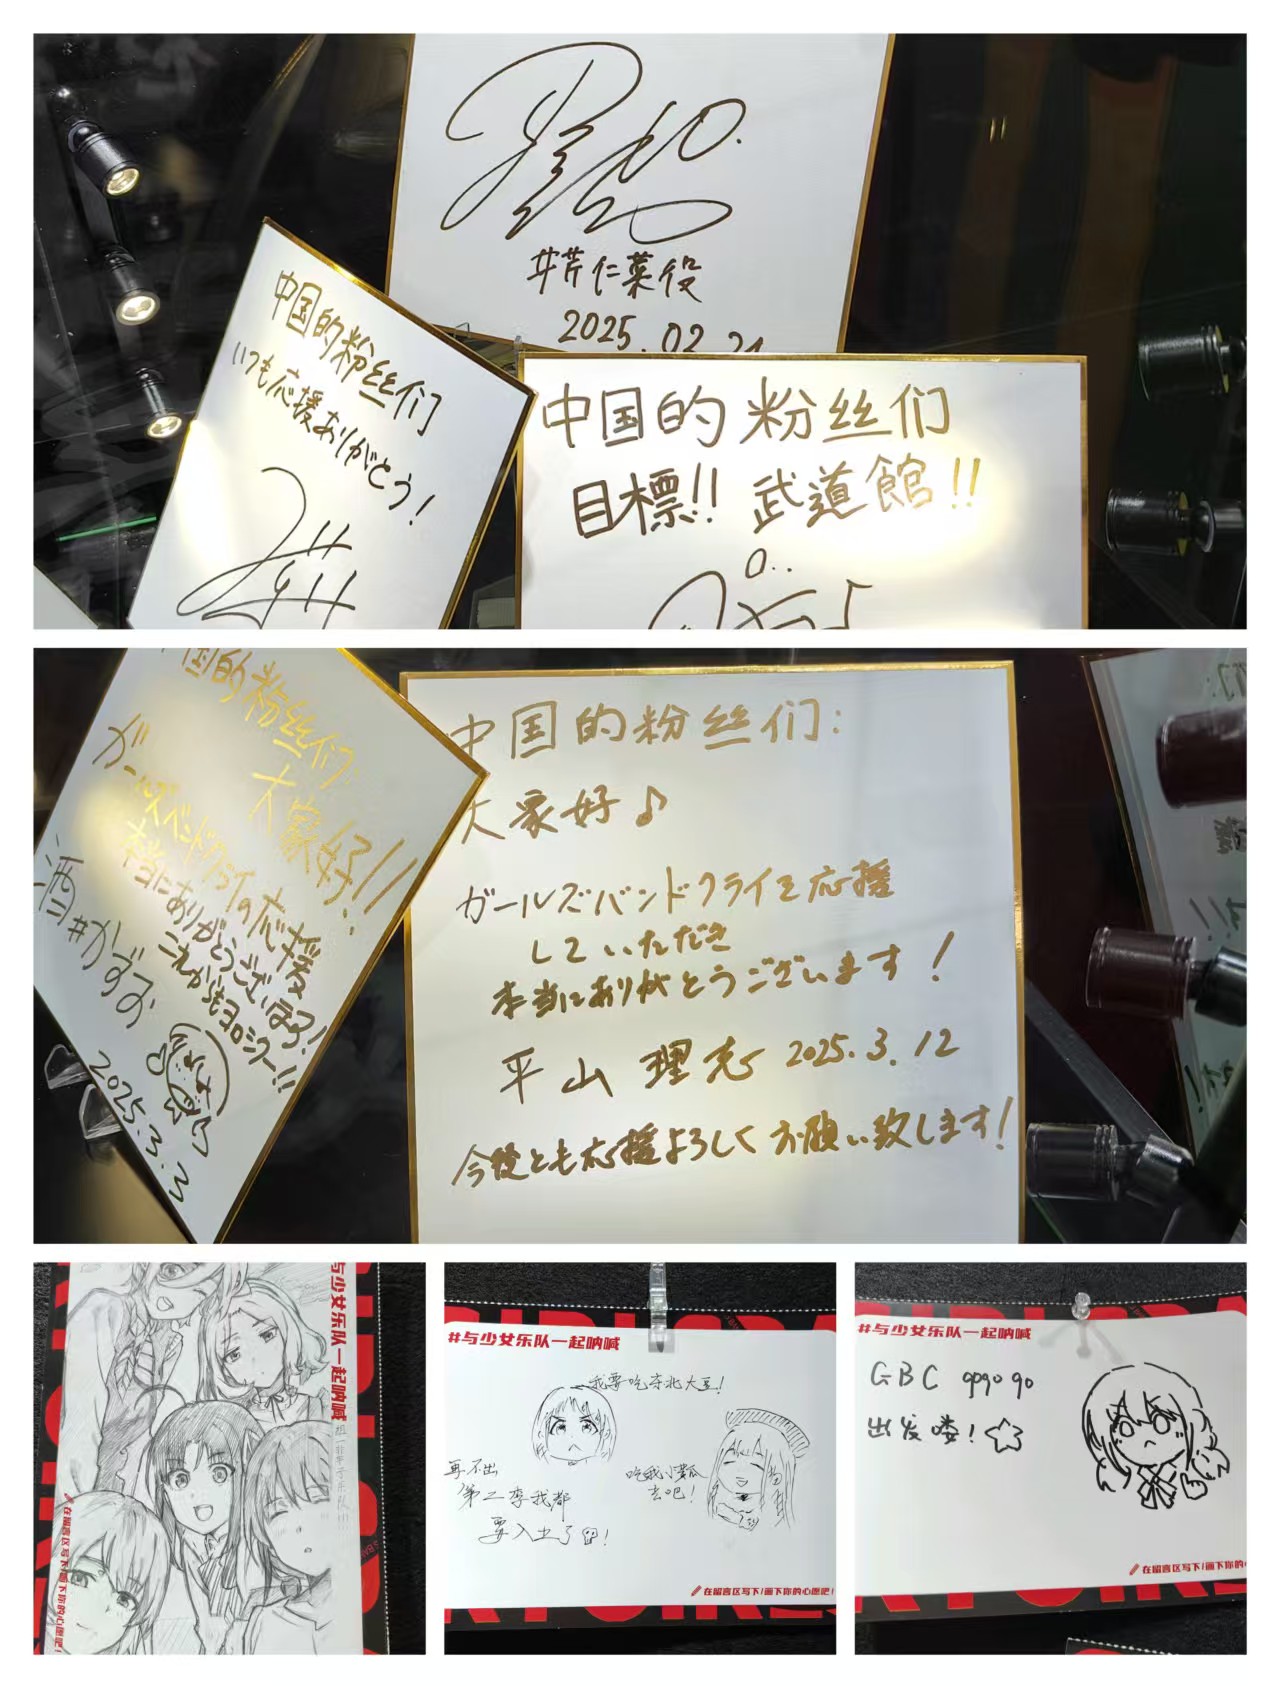 井芹仁菜役
2025.02.21
中国的粉丝们
いつも応援ありがとう!
中国的粉丝们
目標!! 武道館!!
国的粉丝们:
大家好!!
ガールズバンドクライの応援
本当にありがとうございまーす!
これからもヨロシクー!!
酒井かずお
2025.3.3
中国的粉丝们:
大家好♪
ガールズバンドクライを応援
していただき
本当にありがとうございます!
平山理志 2025.3.12
今後とも応援よろしくお願い致します!
与少女乐队一起呐喊
在留言区写下/画下你的心愿吧!
#与少女乐队一起呐喊
我要吃东北大豆!
再不出
第二季我都
要入土了!
吃我小黄瓜
去吧!
在留言区写下/画下你的心愿吧!
#与少女乐队一起呐喊
GBC gogogo
出发喽!
在留言区写下/画下你的心愿吧!